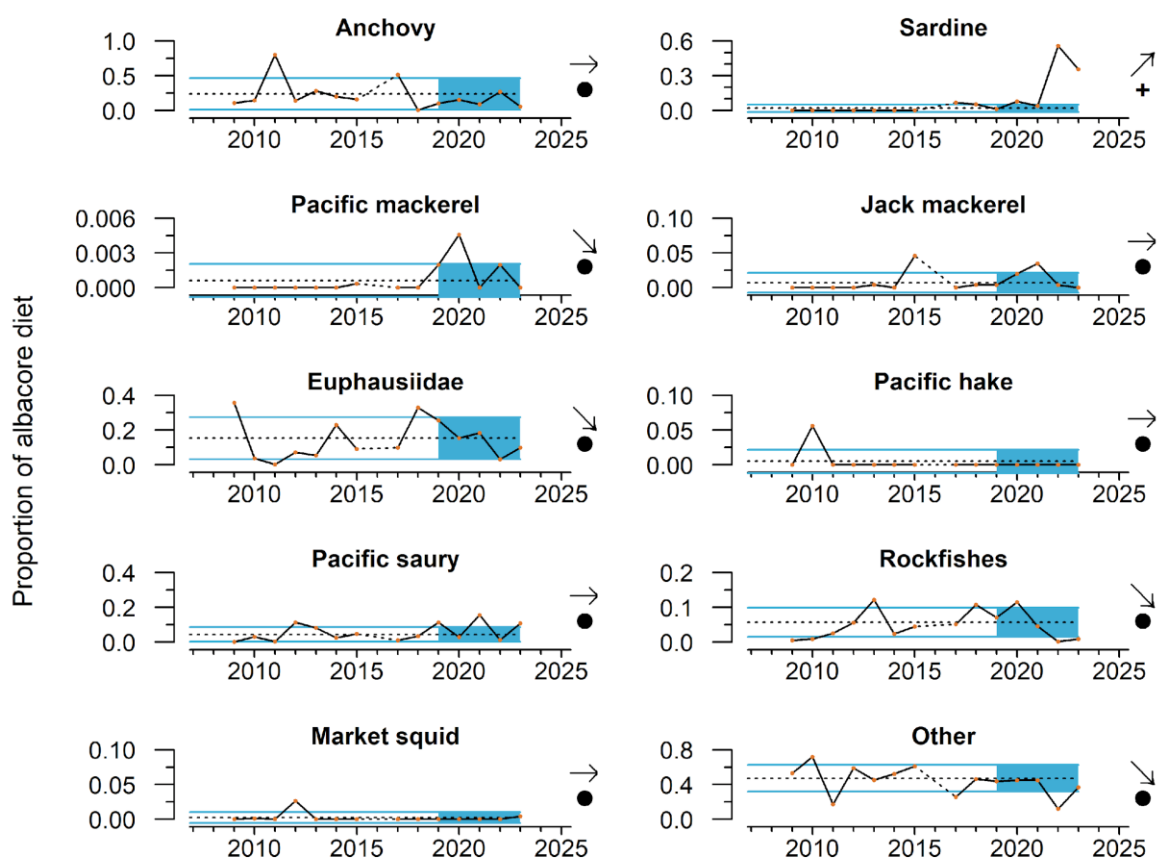 Proportion of albacore diet
Anchovy
1.0
0.5
0.0
2010 2015 2020 2025
Sardine
0.6
0.3
0.0
+
2010 2015 2020 2025
Pacific mackerel
0.006
0.003
0.000
2010 2015 2020 2025
Jack mackerel
0.10
0.05
0.00
2010 2015 2020 2025
Euphausiidae
0.4
0.2
0.0
2010 2015 2020 2025
Pacific hake
0.10
0.05
0.00
2010 2015 2020 2025
Pacific saury
0.4
0.2
0.0
2010 2015 2020 2025
Rockfishes
0.2
0.1
0.0
2010 2015 2020 2025
Market squid
0.10
0.05
0.00
2010 2015 2020 2025
Other
0.8
0.4
0.0
2010 2015 2020 2025